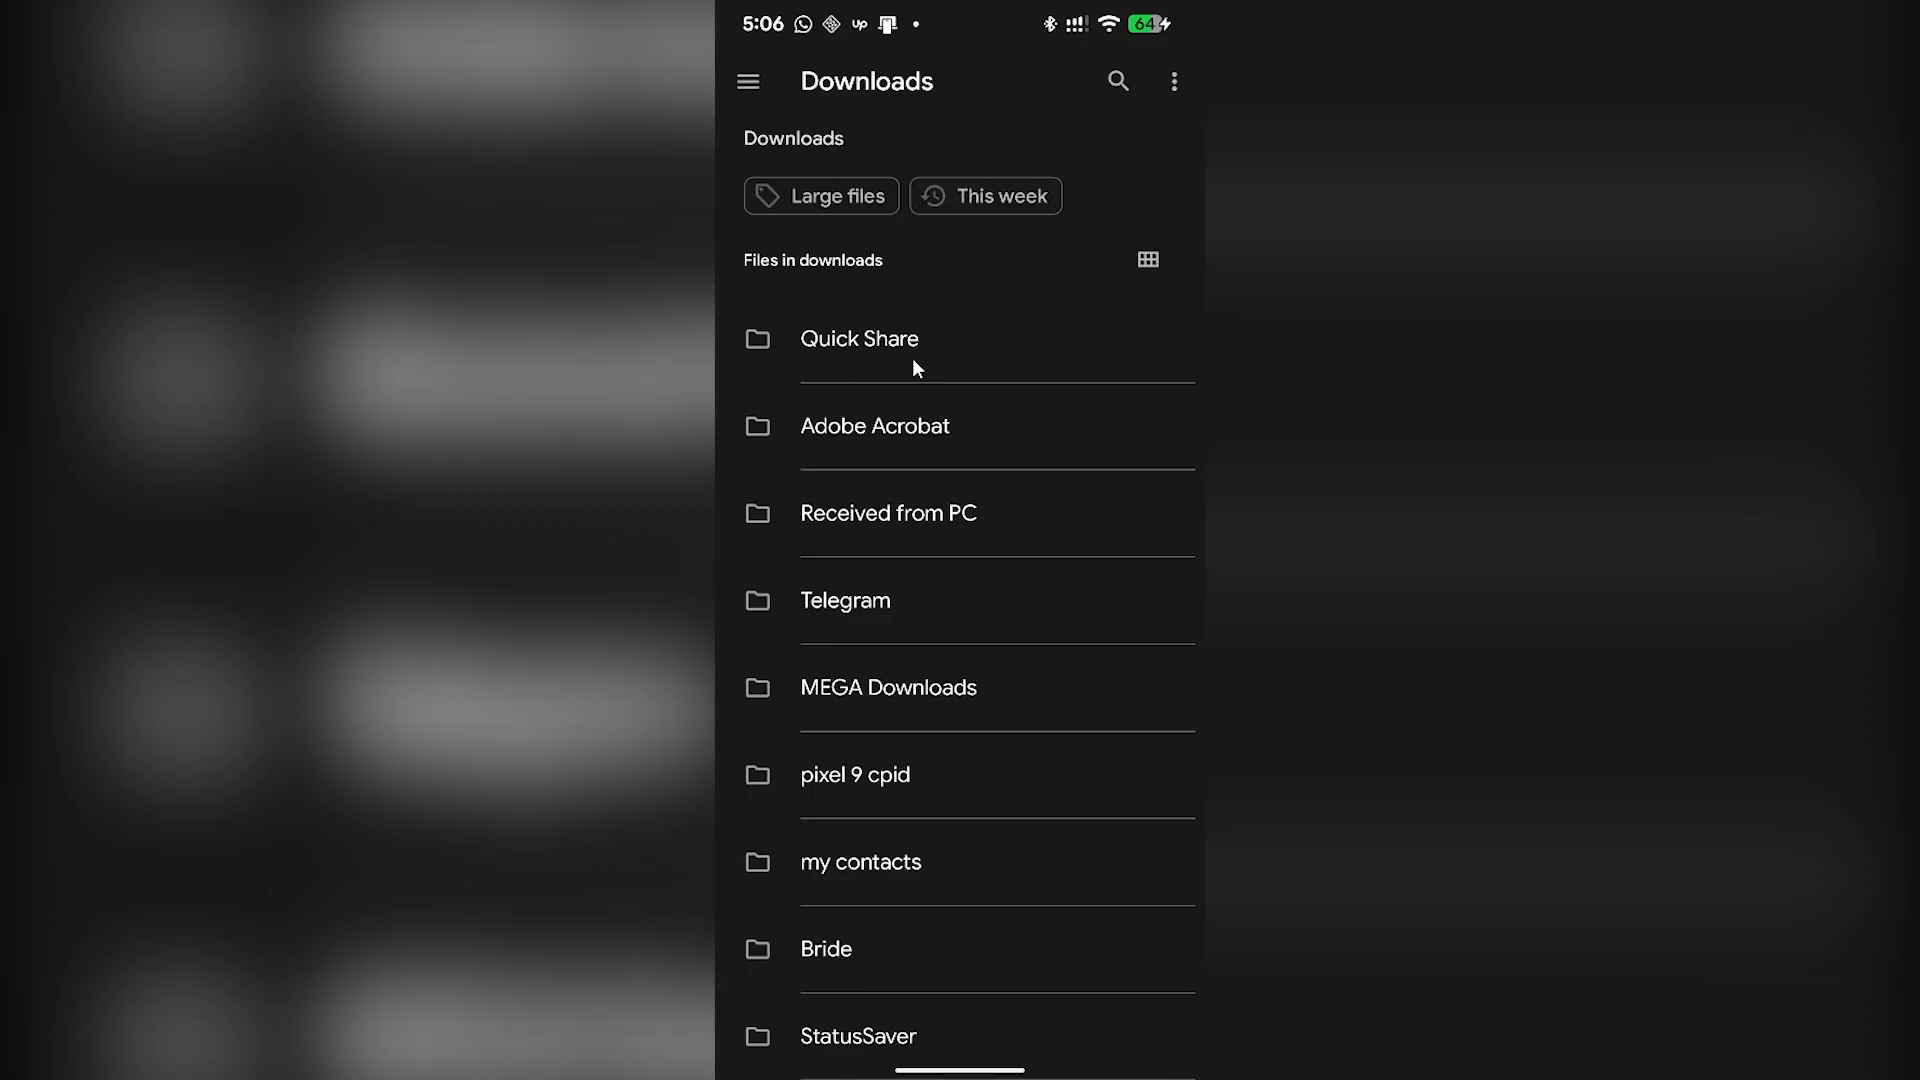 5:06 UP 64
Downloads
Downloads
Large files This week
Files in downloads
Quick Share
Adobe Acrobat
Received from PC
Telegram
MEGA Downloads
pixel 9 cpid
my contacts
Bride
StatusSaver